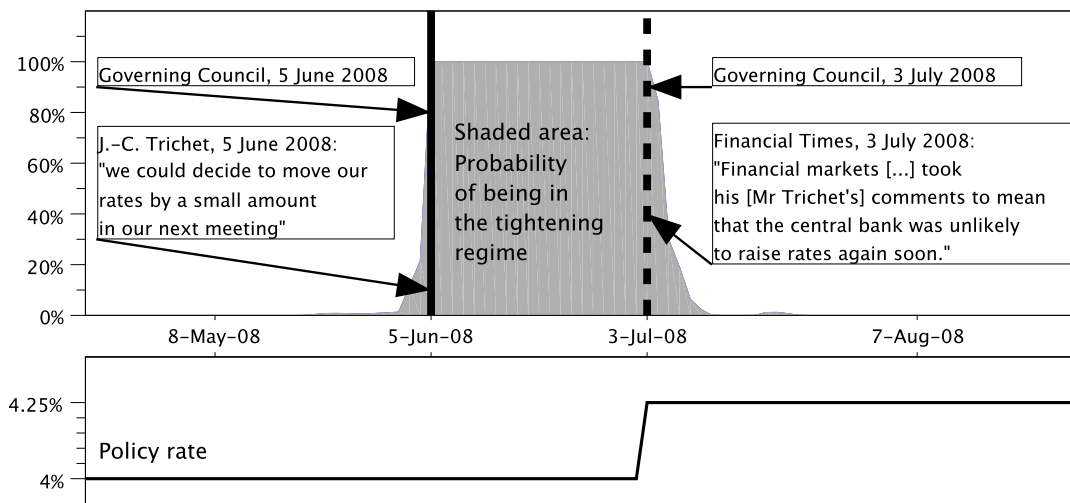 100%
80%
60%
40%
20%
0%
Governing Council, 5 June 2008
J.-C. Trichet, 5 June 2008:
"we could decide to move our
rates by a small amount
in our next meeting"
Shaded area:
Probability
of being in
the tightening
regime
Governing Council, 3 July 2008
Financial Times, 3 July 2008:
"Financial markets [...] took
his [Mr Trichet's] comments to mean
that the central bank was unlikely
to raise rates again soon."
8-May-08 5-Jun-08 3-Jul-08 7-Aug-08
4.25%
Policy rate
4%